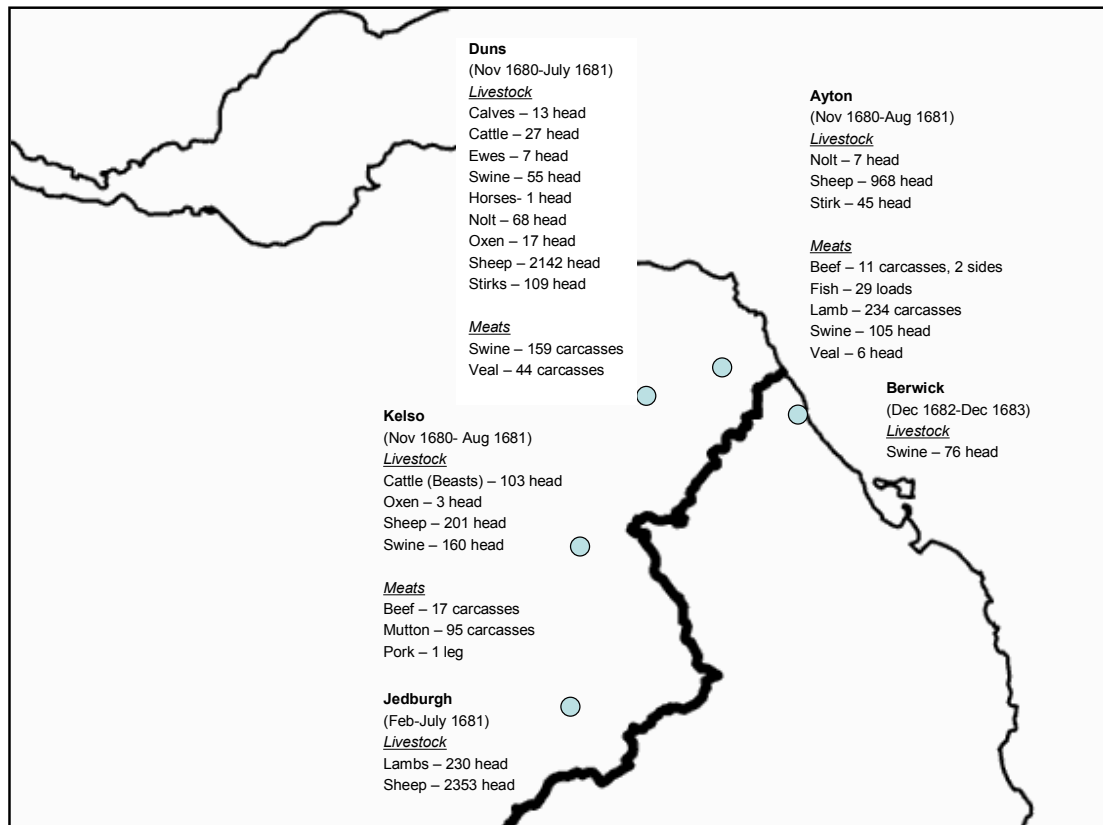 Duns
(Nov 1680-July 1681)
Livestock
Calves – 13 head
Cattle – 27 head
Ewes – 7 head
Swine – 55 head
Horses- 1 head
Nolt – 68 head
Oxen – 17 head
Sheep – 2142 head
Stirks – 109 head
Meats
Swine – 159 carcasses
Veal – 44 carcasses
Ayton
(Nov 1680-Aug 1681)
Livestock
Nolt – 7 head
Sheep – 968 head
Stirk – 45 head
Meats
Beef – 11 carcasses, 2 sides
Fish – 29 loads
Lamb – 234 carcasses
Swine – 105 head
Veal – 6 head
Berwick
(Dec 1682-Dec 1683)
Livestock
Swine – 76 head
Kelso
(Nov 1680- Aug 1681)
Livestock
Cattle (Beasts) – 103 head
Oxen – 3 head
Sheep – 201 head
Swine – 160 head
Meats
Beef – 17 carcasses
Mutton – 95 carcasses
Pork – 1 leg
Jedburgh
(Feb-July 1681)
Livestock
Lambs – 230 head
Sheep – 2353 head